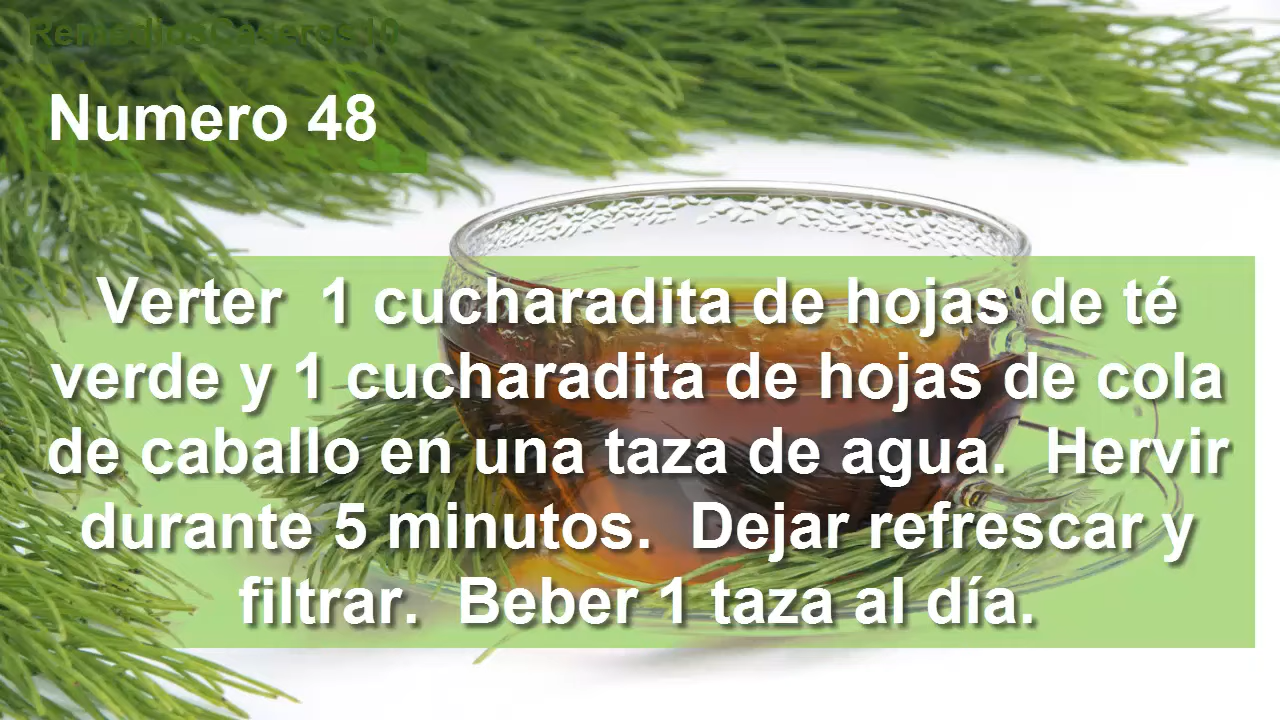 RemediosCaseros10
Numero 48
Verter 1 cucharadita de hojas de té
verde y 1 cucharadita de hojas de cola
de caballo en una taza de agua. Hervir
durante 5 minutos. Dejar refrescar y
filtrar. Beber 1 taza al día.